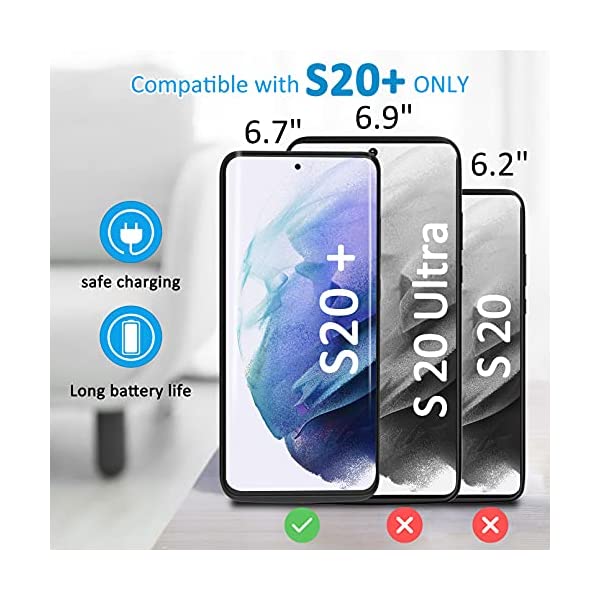 Compatible with S20+ ONLY
6.7"
6.9"
6.2"
safe charging
Long battery life
S20 +
S 20 Ultra
S 20